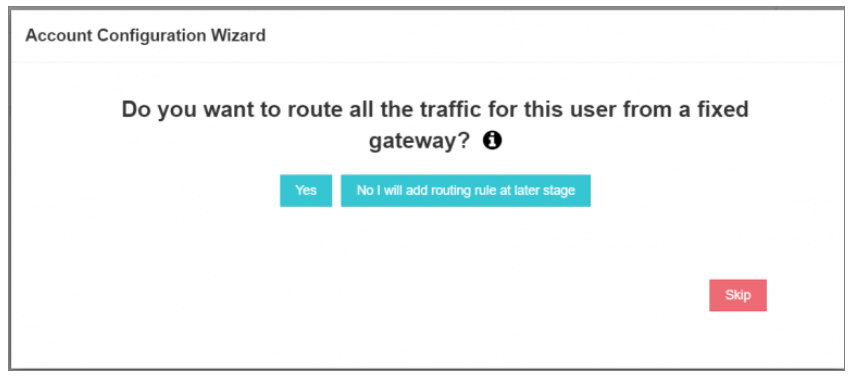 Account Configuration Wizard
Do you want to route all the traffic for this user from a fixed
gateway?
Yes
No I will add routing rule at later stage
Skip